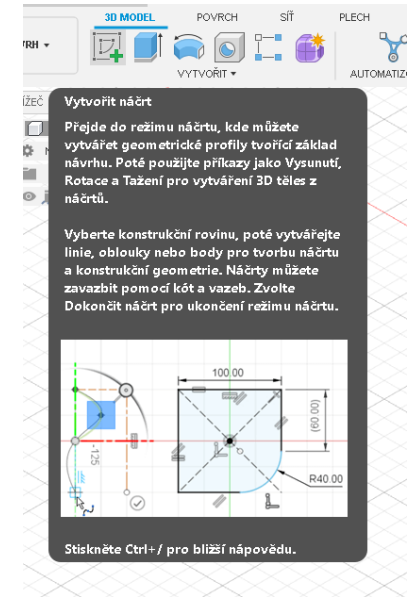 3D MODEL POVRCH SÍŤ PLECH
VYTVOŘIT
Vytvořit náčrt
Přejde do režimu náčrtu, kde můžete
vytvářet geometrické profily tvořící základ
návrhu. Poté použijte příkazy jako Vysunutí,
Rotace a Tažení pro vytváření 3D těles z
náčrtů.
Vyberte konstrukční rovinu, poté vytvářejte
linie, oblouky nebo body pro tvorbu náčrtu
a konstrukční geometrie. Náčrty můžete
zavazbit pomocí kót a vazeb. Zvolte
Dokončit náčrt pro ukončení režimu náčrtu.
100.00
(60.00)
-125
R40.00
Stiskněte Ctrl+/ pro bližší nápovědu.